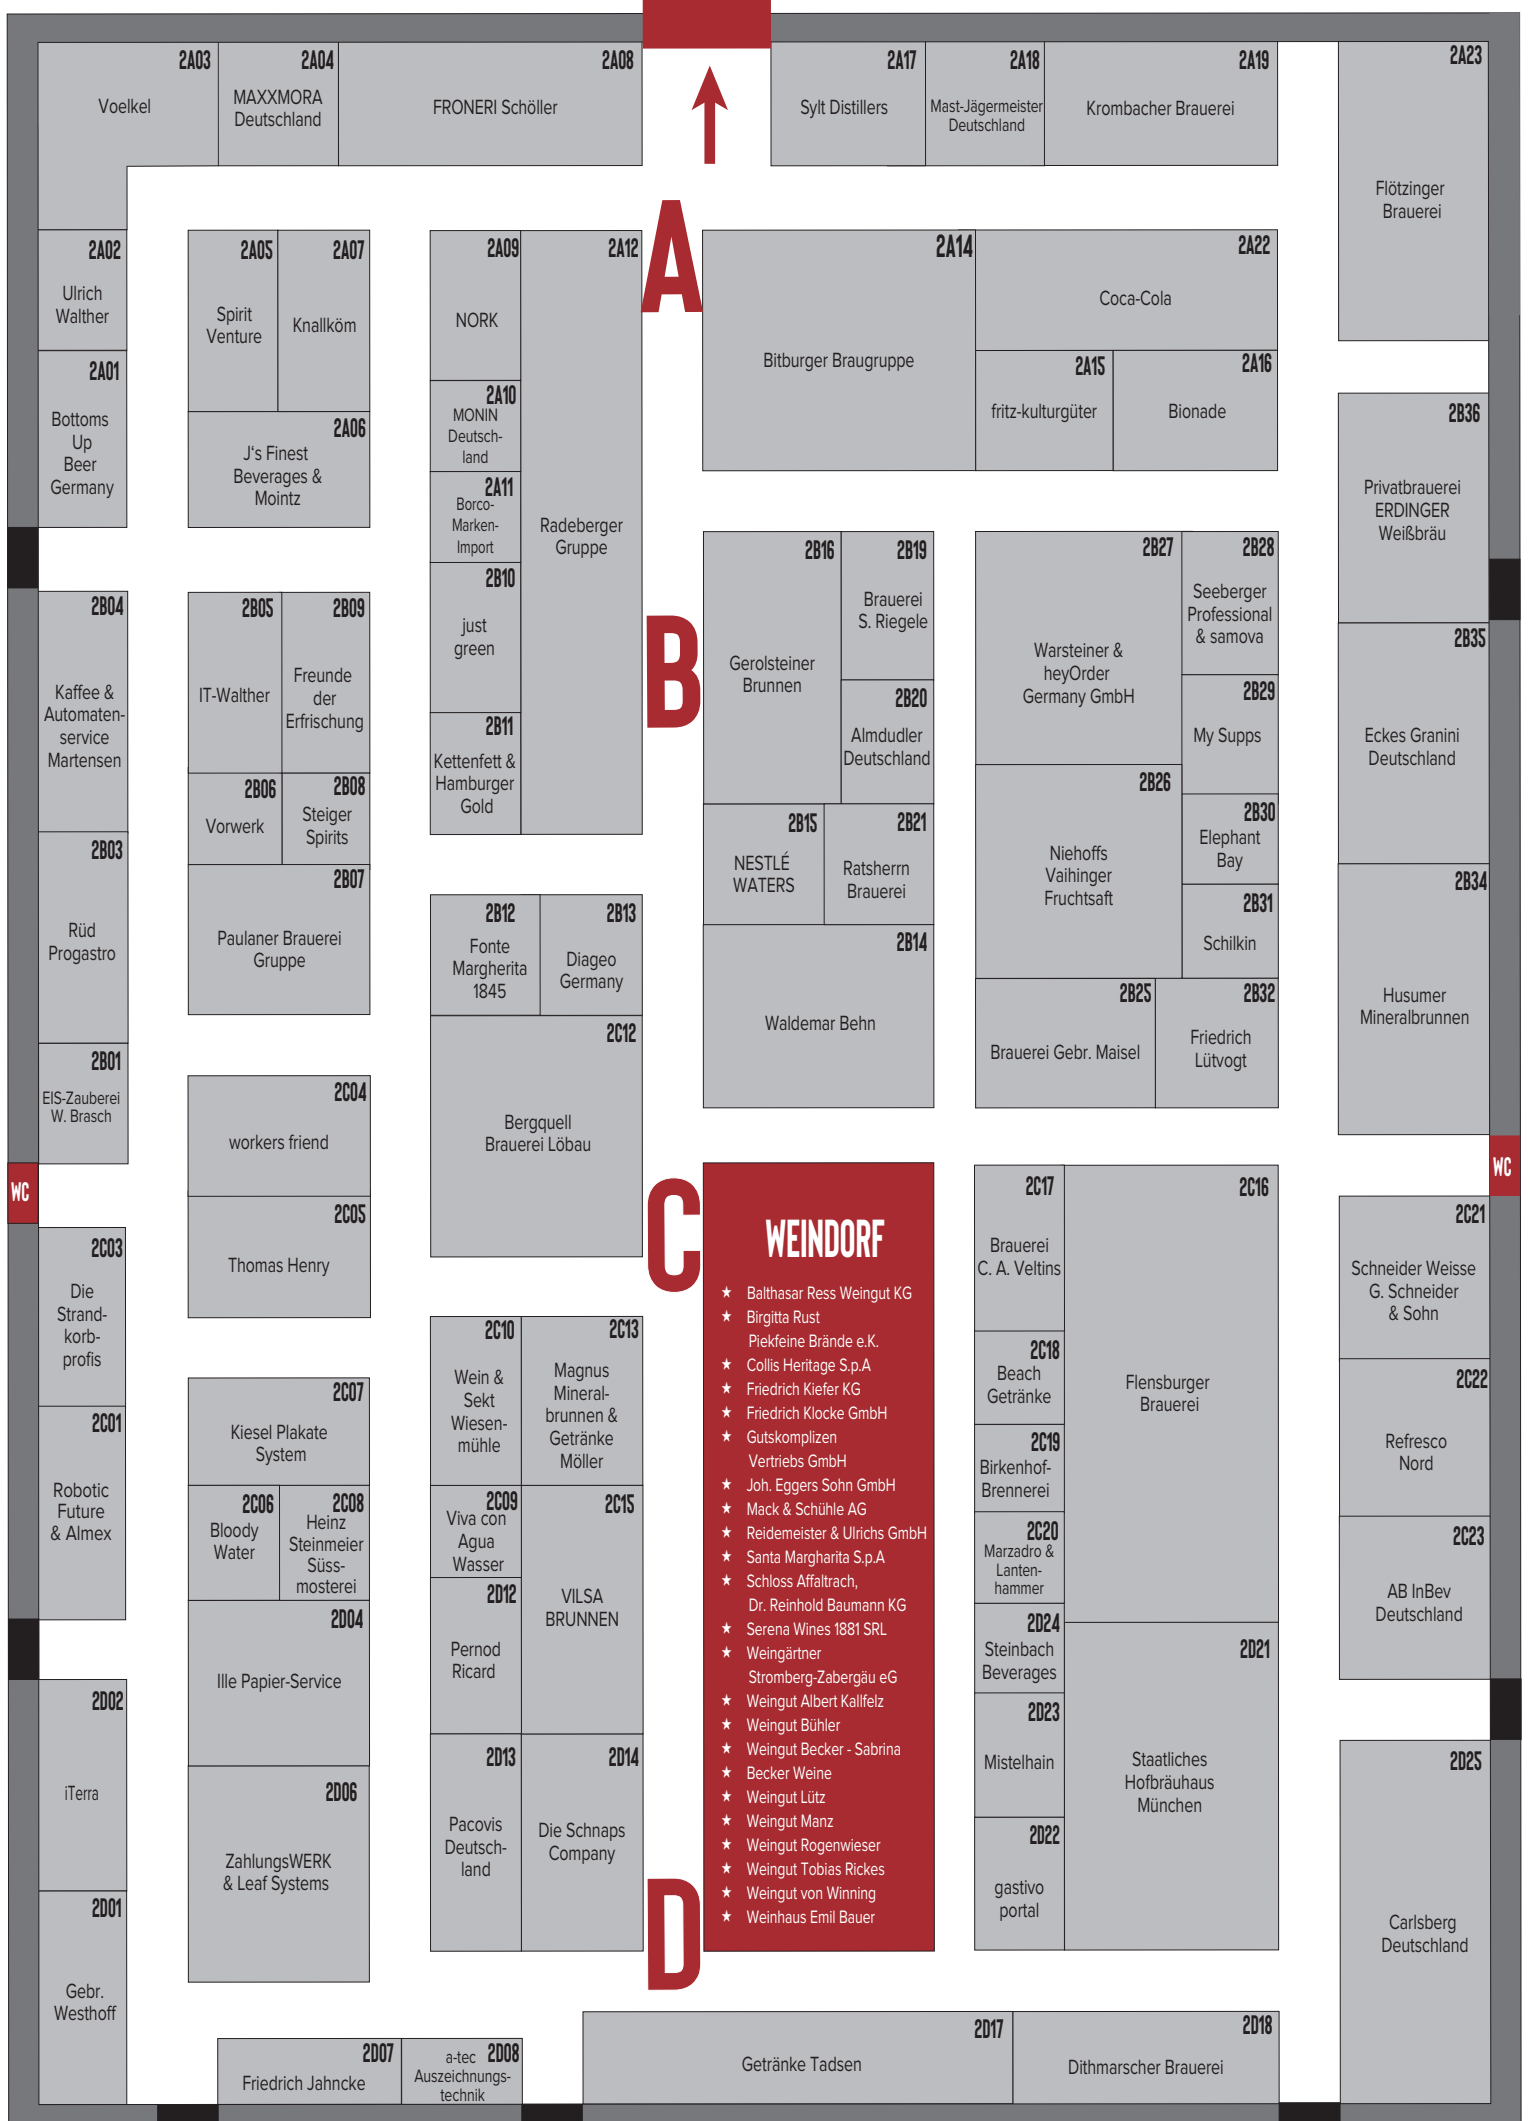 2A03
Voelkel
2A04
MAXXMORA
Deutschland
2A08
FRONERI Schöller
2A17
Sylt Distillers
2A18
Mast-Jägermeister
Deutschland
2A19
Krombacher Brauerei
2A23
Flötzinger
Brauerei
A
2A02
Ulrich
Walther
2A01
Bottoms
Up
Beer
Germany
2A05
Spirit
Venture
2A07
Knallköm
2A06
J's Finest
Beverages &
Mointz
2A09
NORK
2A10
MONIN
Deutsch-
land
2A11
Borco-
Marken-
Import
2A12
Radeberger
Gruppe
2A14
Bitburger Braugruppe
2A22
Coca-Cola
2A15
fritz-kulturgüter
2A16
Bionade
2B36
Privatbrauerei
ERDINGER
Weißbräu
B
2B04
Kaffee &
Automaten-
service
Martensen
2B03
Rüd
Progastro
2B01
EIS-Zauberei
W. Brasch
2B05
IT-Walther
2B09
Freunde
der
Erfrischung
2B06
Vorwerk
2B08
Steiger
Spirits
2B07
Paulaner Brauerei
Gruppe
2B10
just
green
2B11
Kettenfett &
Hamburger
Gold
2B12
Fonte
Margherita
1845
2B13
Diageo
Germany
2B16
Gerolsteiner
Brunnen
2B19
Brauerei
S. Riegele
2B20
Almdudler
Deutschland
2B15
NESTLÉ
WATERS
2B21
Ratsherrn
Brauerei
2B14
Waldemar Behn
2B27
Warsteiner &
heyOrder
Germany GmbH
2B28
Seeberger
Professional
& samova
2B29
My Supps
2B26
Niehoffs
Vaihinger
Fruchtsaft
2B30
Elephant
Bay
2B31
Schilkin
2B25
Brauerei Gebr. Maisel
2B32
Friedrich
Lütvogt
2B35
Eckes Granini
Deutschland
2B34
Husumer
Mineralbrunnen
WC
WC
C
2C03
Die
Strand-
korb-
profis
2C01
Robotic
Future
& Almex
2C04
workers friend
2C05
Thomas Henry
2C07
Kiesel Plakate
System
2C06
Bloody
Water
2C08
Heinz
Steinmeier
Süss-
mosterei
2C12
Bergquell
Brauerei Löbau
2C10
Wein &
Sekt
Wiesen-
mühle
2C13
Magnus
Mineral-
brunnen &
Getränke
Möller
2C09
Viva con
Agua
Wasser
2C15
VILSA
BRUNNEN
WEINDORF
★ Balthasar Ress Weingut KG
★ Birgitta Rust
Piekfeine Brände e.K.
★ Collis Heritage S.p.A
★ Friedrich Kiefer KG
★ Friedrich Klocke GmbH
★ Gutskomplizen
Vertriebs GmbH
★ Joh. Eggers Sohn GmbH
★ Mack & Schühle AG
★ Reidemeister & Ulrichs GmbH
★ Santa Margharita S.p.A
★ Schloss Affaltrach,
Dr. Reinhold Baumann KG
★ Serena Wines 1881 SRL
★ Weingärtner
Stromberg-Zabergäu eG
★ Weingut Albert Kallfelz
★ Weingut Bühler
★ Weingut Becker - Sabrina
★ Becker Weine
★ Weingut Lütz
★ Weingut Manz
★ Weingut Rogenwieser
★ Weingut Tobias Rickes
★ Weingut von Winning
★ Weinhaus Emil Bauer
2C17
Brauerei
C. A. Veltins
2C16
Flensburger
Brauerei
2C18
Beach
Getränke
2C19
Birkenhof-
Brennerei
2C20
Marzadro &
Lanten-
hammer
2C21
Schneider Weisse
G. Schneider
& Sohn
2C22
Refresco
Nord
2C23
AB InBev
Deutschland
D
2D02
iTerra
2D01
Gebr.
Westhoff
2D04
Ille Papier-Service
2D06
ZahlungsWERK
& Leaf Systems
2D12
Pernod
Ricard
2D13
Pacovis
Deutsch-
land
2D14
Die Schnaps
Company
2D24
Steinbach
Beverages
2D23
Mistelhain
2D22
gastivo
portal
2D21
Staatliches
Hofbräuhaus
München
2D25
Carlsberg
Deutschland
2D07
Friedrich Jahncke
2D08
a-tec
Auszeichnungs-
technik
2D17
Getränke Tadsen
2D18
Dithmarscher Brauerei